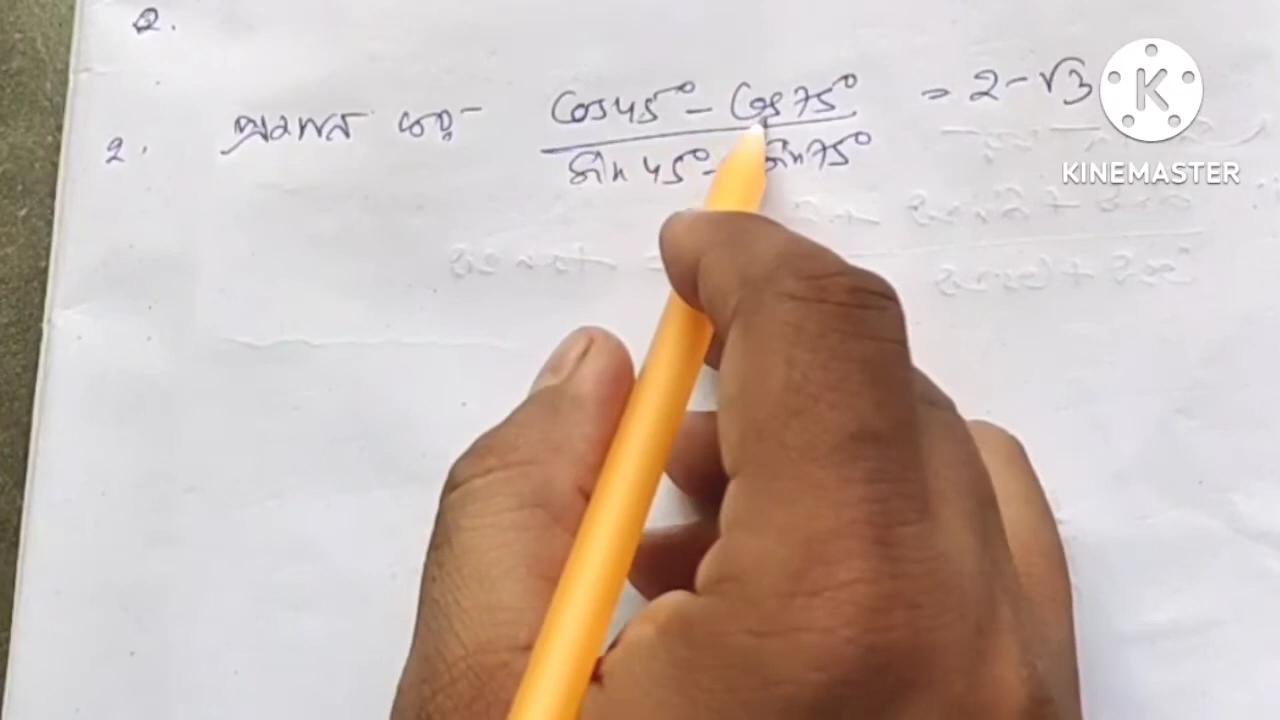 2.
2. প্রমাণ কর- cos45° - cos75° / sin45° - sin75° = 2-√3
KINEMASTER